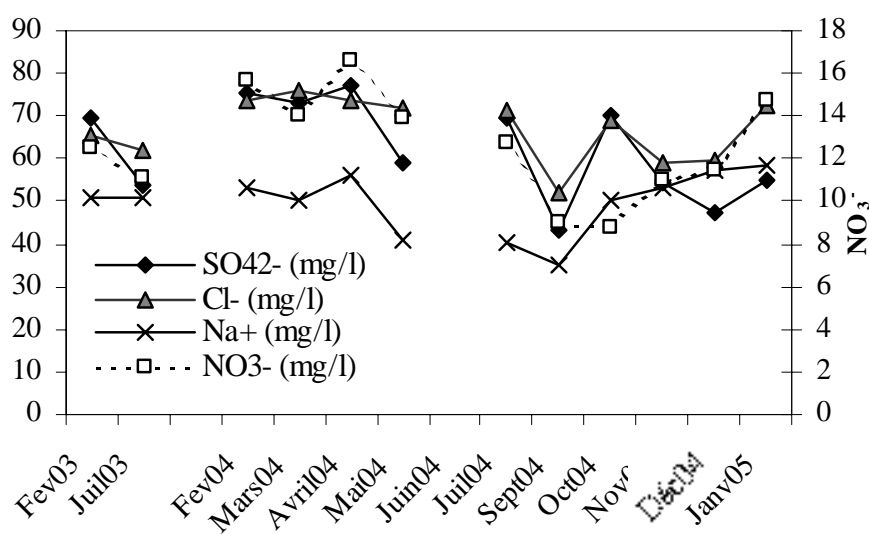 90
80
70
60
50
40
30
20
10
0
18
16
14
12
10
8
6
4
2
0
NO3-
SO42- (mg/l)
Cl- (mg/l)
Na+ (mg/l)
NO3- (mg/l)
Fev03
Juil03
Fev04
Mars04
Avril04
Mai04
Juin04
Juil04
Sept04
Oct04
Nov
Déc04
Janv05